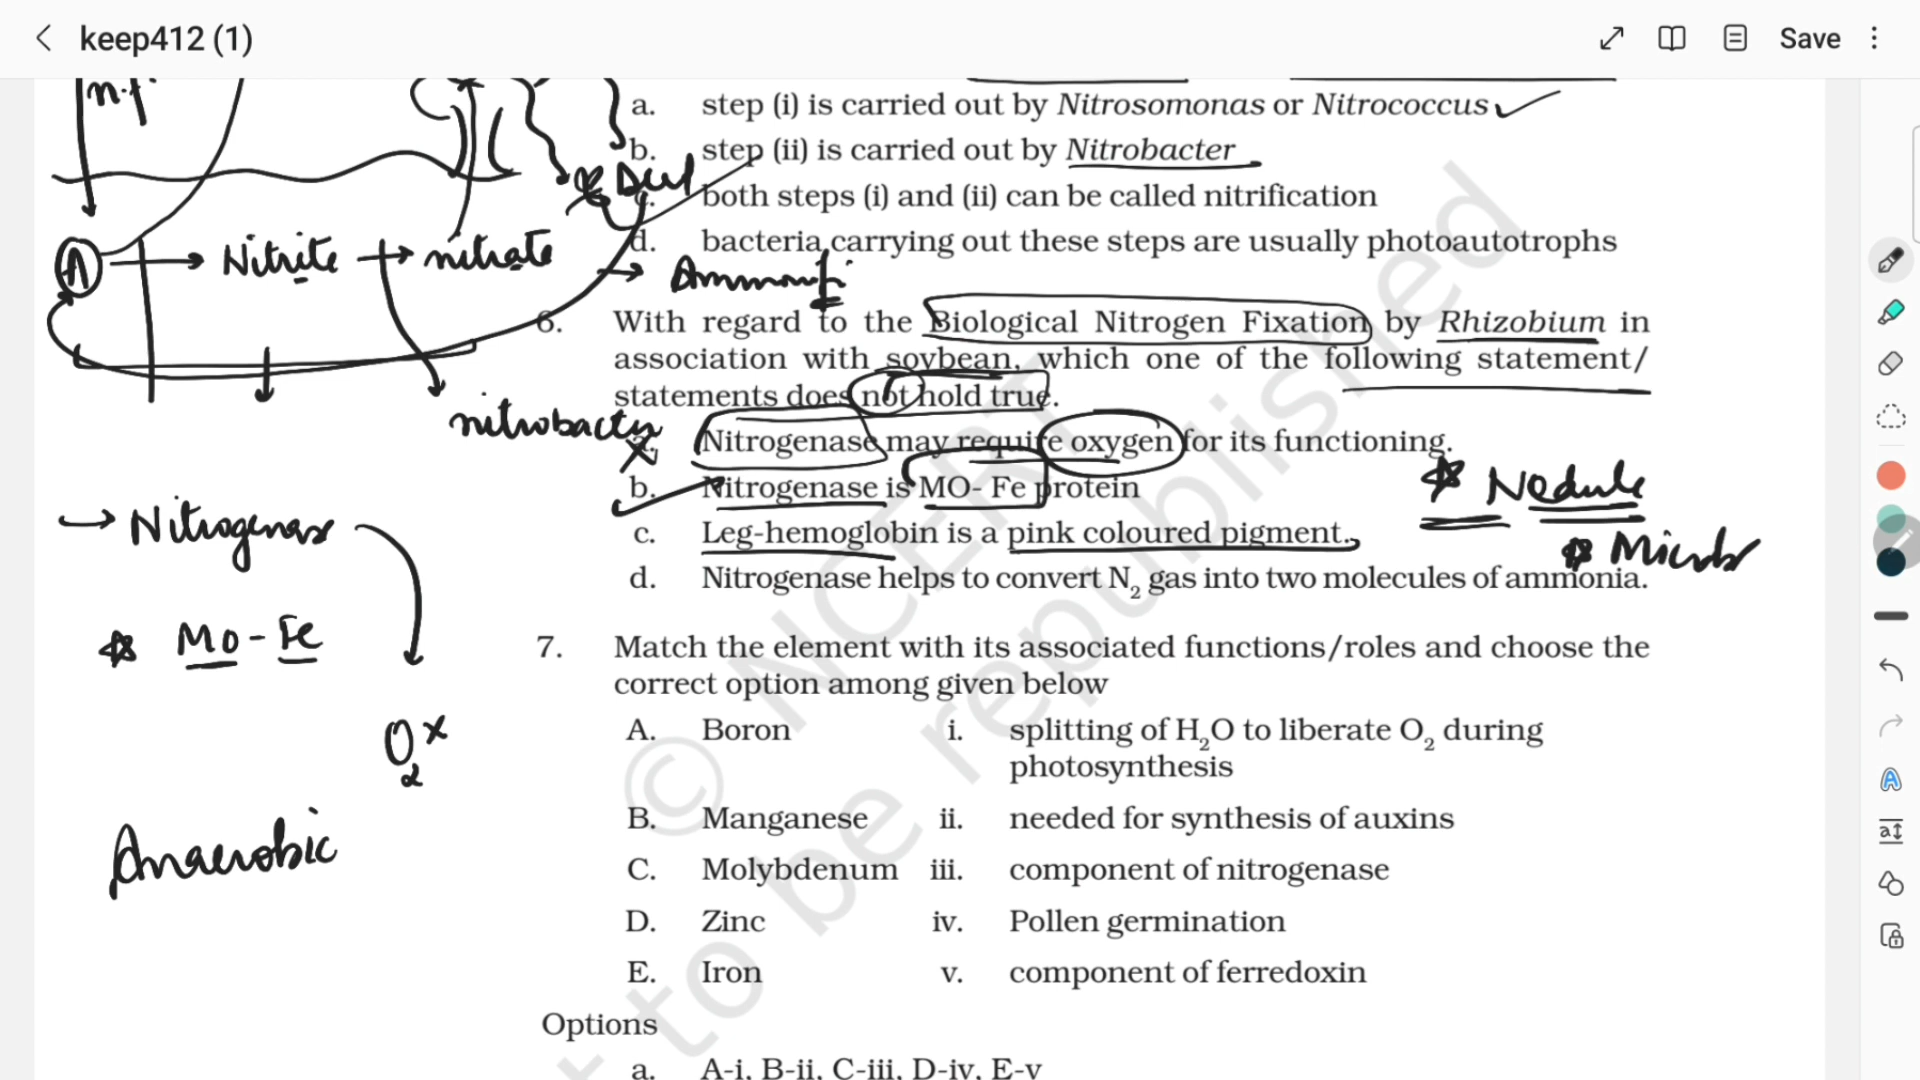 keep412 (1)
Save
n.f
a. step (i) is carried out by Nitrosomonas or Nitrococcus
b. step (ii) is carried out by Nitrobacter
c. both steps (i) and (ii) can be called nitrification
d. bacteria carrying out these steps are usually photoautotrophs
A → Nitrite → nitrate
→ Ammonifi
6. With regard to the Biological Nitrogen Fixation by Rhizobium in
association with soybean, which one of the following statement/
statements does not hold true.
nitrobacter
a. Nitrogenase may require oxygen for its functioning.
b. Nitrogenase is MO- Fe protein
Nodule
c. Leg-hemoglobin is a pink coloured pigment.
d. Nitrogenase helps to convert N₂ gas into two molecules of ammonia.
→ Nitrogenase
Mo - Fe
O₂ x
Anaerobic
7. Match the element with its associated functions/roles and choose the
correct option among given below
A. Boron i. splitting of H₂O to liberate O₂ during
photosynthesis
B. Manganese ii. needed for synthesis of auxins
C. Molybdenum iii. component of nitrogenase
D. Zinc iv. Pollen germination
E. Iron v. component of ferredoxin
Options
a. A-i, B-ii, C-iii, D-iv, E-v
© NCERT
not to be republished